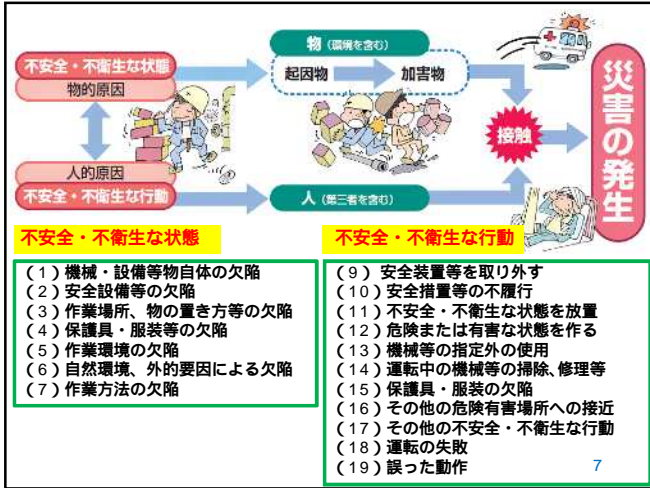 不安全・不衛生な状態
物的原因
人的原因
不安全・不衛生な行動
物（環境を含む）
起因物
加害物
人（第三者を含む）
接触
災害の発生
不安全・不衛生な状態
（1）機械・設備等物自体の欠陥
（2）安全設備等の欠陥
（3）作業場所、物の置き方等の欠陥
（4）保護具・服装等の欠陥
（5）作業環境の欠陥
（6）自然環境、外的要因による欠陥
（7）作業方法の欠陥
不安全・不衛生な行動
（9） 安全装置等を取り外す
（10）安全措置等の不履行
（11）不安全・不衛生な状態を放置
（12）危険または有害な状態を作る
（13）機械等の指定外の使用
（14）運転中の機械等の掃除、修理等
（15）保護具・服装の欠陥
（16）その他の危険有害場所への接近
（17）その他の不安全・不衛生な行動
（18）運転の失敗
（19）誤った動作
7